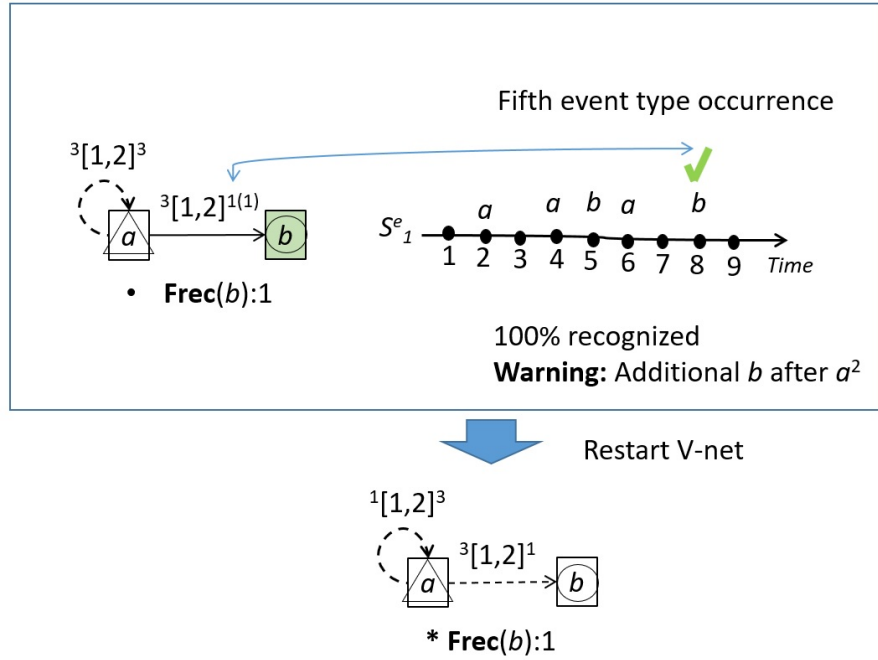 Fifth event type occurrence
³[1,2]³
³[1,2]¹⁽¹⁾
a
b
• Frec(b):1
a a b a b
Sᵉ₁
1 2 3 4 5 6 7 8 9 Time
100% recognized
Warning: Additional b after a²
Restart V-net
¹[1,2]³
³[1,2]¹
a
b
* Frec(b):1